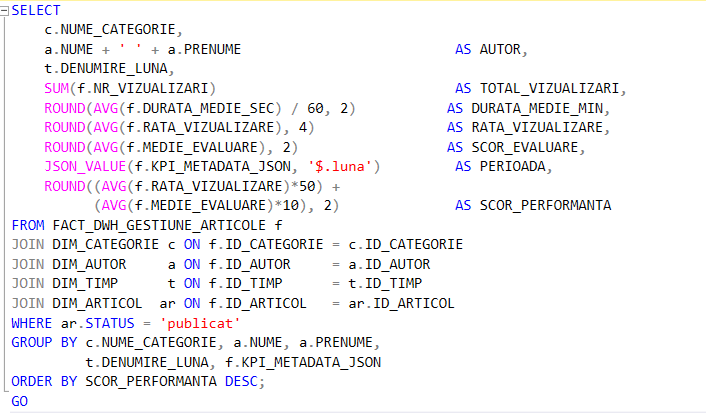 SELECT
c.NUME_CATEGORIE,
a.NUME + ' ' + a.PRENUME AS AUTOR,
t.DENUMIRE_LUNA,
SUM(f.NR_VIZUALIZARI) AS TOTAL_VIZUALIZARI,
ROUND(AVG(f.DURATA_MEDIE_SEC) / 60, 2) AS DURATA_MEDIE_MIN,
ROUND(AVG(f.RATA_VIZUALIZARE), 4) AS RATA_VIZUALIZARE,
ROUND(AVG(f.MEDIE_EVALUARE), 2) AS SCOR_EVALUARE,
JSON_VALUE(f.KPI_METADATA_JSON, '$.luna') AS PERIOADA,
ROUND((AVG(f.RATA_VIZUALIZARE)*50) +
(AVG(f.MEDIE_EVALUARE)*10), 2) AS SCOR_PERFORMANTA
FROM FACT_DWH_GESTIUNE_ARTICOLE f
JOIN DIM_CATEGORIE c ON f.ID_CATEGORIE = c.ID_CATEGORIE
JOIN DIM_AUTOR a ON f.ID_AUTOR = a.ID_AUTOR
JOIN DIM_TIMP t ON f.ID_TIMP = t.ID_TIMP
JOIN DIM_ARTICOL ar ON f.ID_ARTICOL = ar.ID_ARTICOL
WHERE ar.STATUS = 'publicat'
GROUP BY c.NUME_CATEGORIE, a.NUME, a.PRENUME,
t.DENUMIRE_LUNA, f.KPI_METADATA_JSON
ORDER BY SCOR_PERFORMANTA DESC;
GO